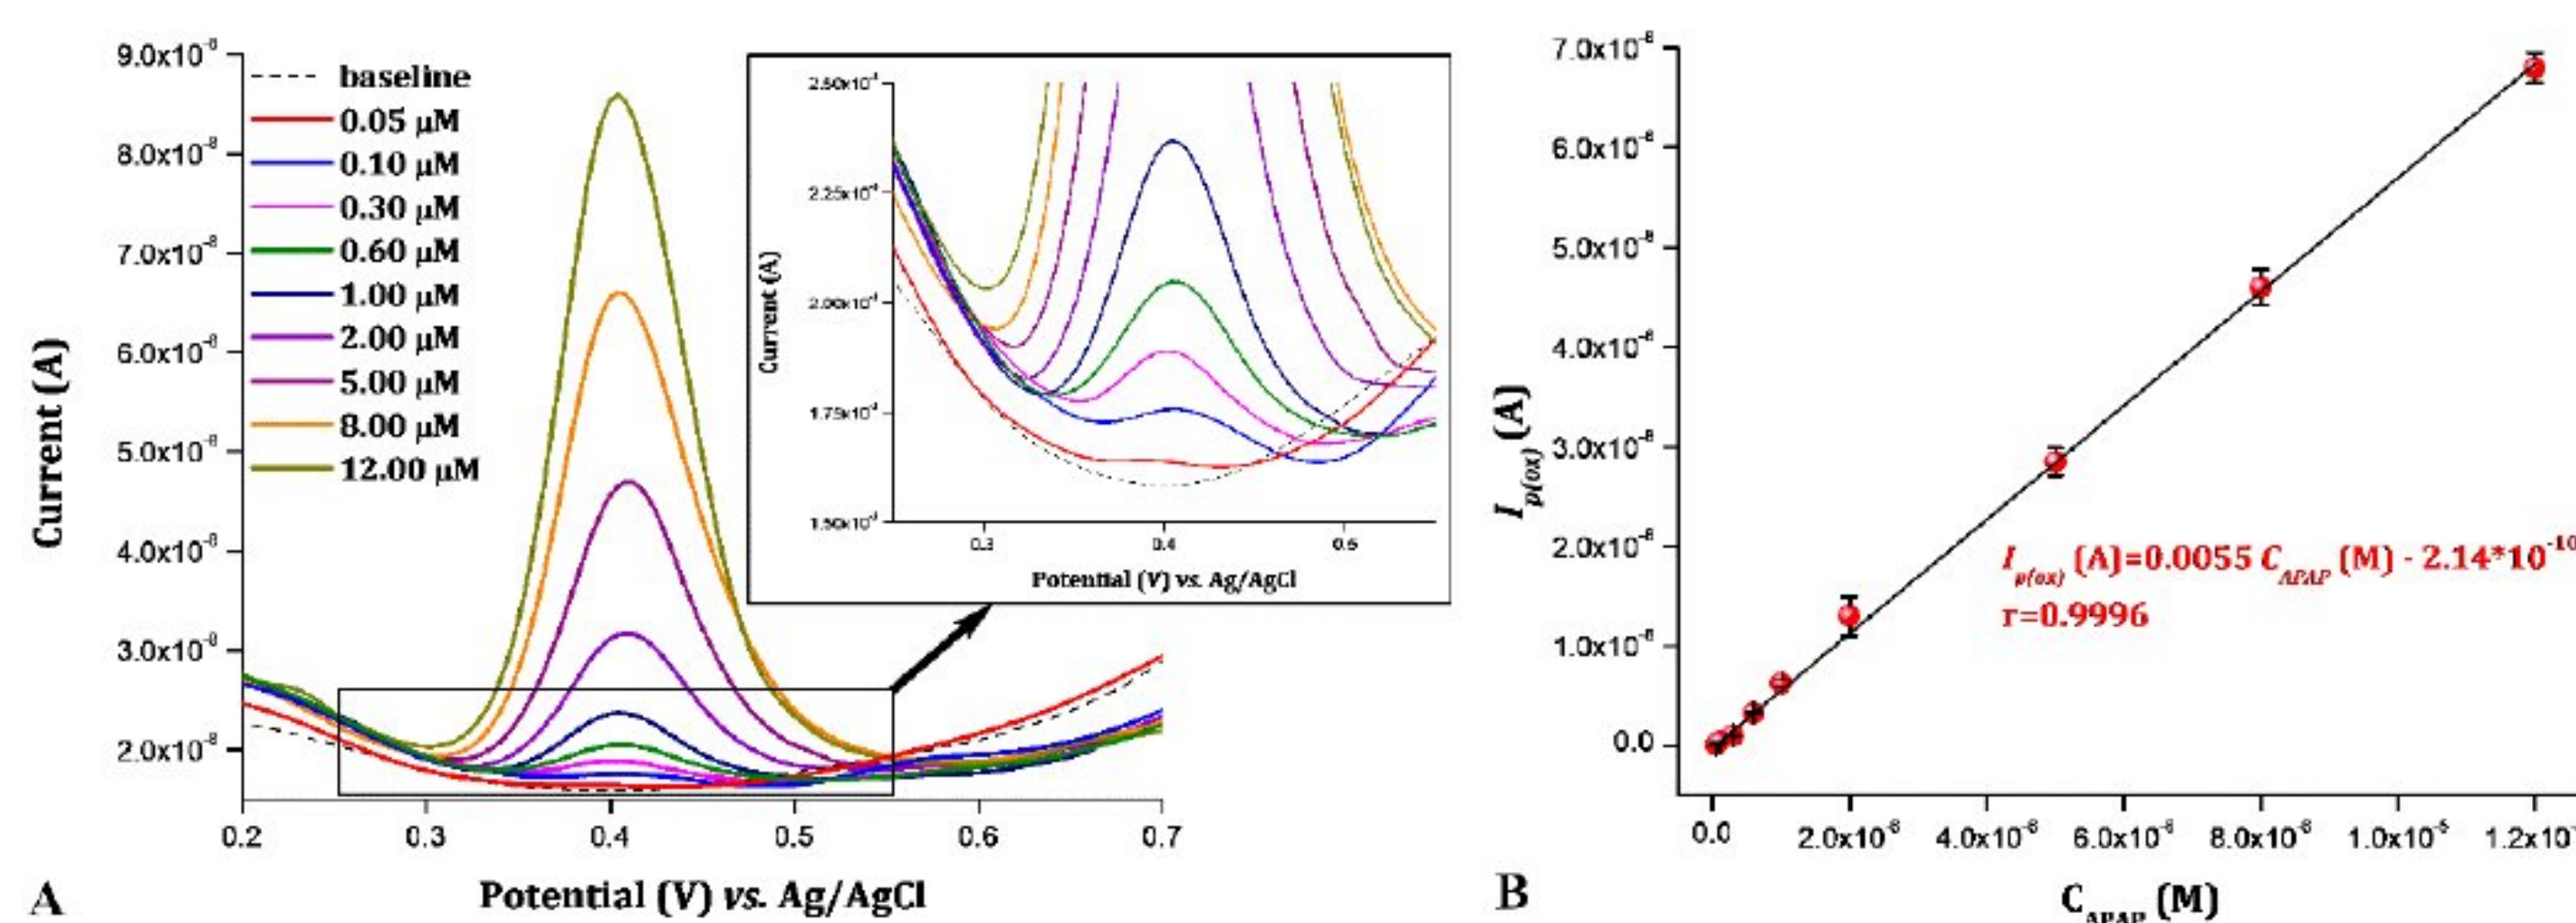 9.0x10⁻⁸
8.0x10⁻⁸
7.0x10⁻⁸
6.0x10⁻⁸
5.0x10⁻⁸
4.0x10⁻⁸
3.0x10⁻⁸
2.0x10⁻⁸
Current (A)
baseline
0.05 µM
0.10 µM
0.30 µM
0.60 µM
1.00 µM
2.00 µM
5.00 µM
8.00 µM
12.00 µM
0.2 0.3 0.4 0.5 0.6 0.7
Potential (V) vs. Ag/AgCl
A
Current (A)
0.3 0.4 0.5
Potential (V) vs. Ag/AgCl
7.0x10⁻⁸
6.0x10⁻⁸
5.0x10⁻⁸
4.0x10⁻⁸
3.0x10⁻⁸
2.0x10⁻⁸
1.0x10⁻⁸
0.0
I p(ox) (A)
I p(ox) (A)=0.0055 C APAP (M) - 2.14*10⁻¹⁰
r=0.9996
0.0 2.0x10⁻⁶ 4.0x10⁻⁶ 6.0x10⁻⁶ 8.0x10⁻⁶ 1.0x10⁻⁵ 1.2x10
C APAP (M)
B